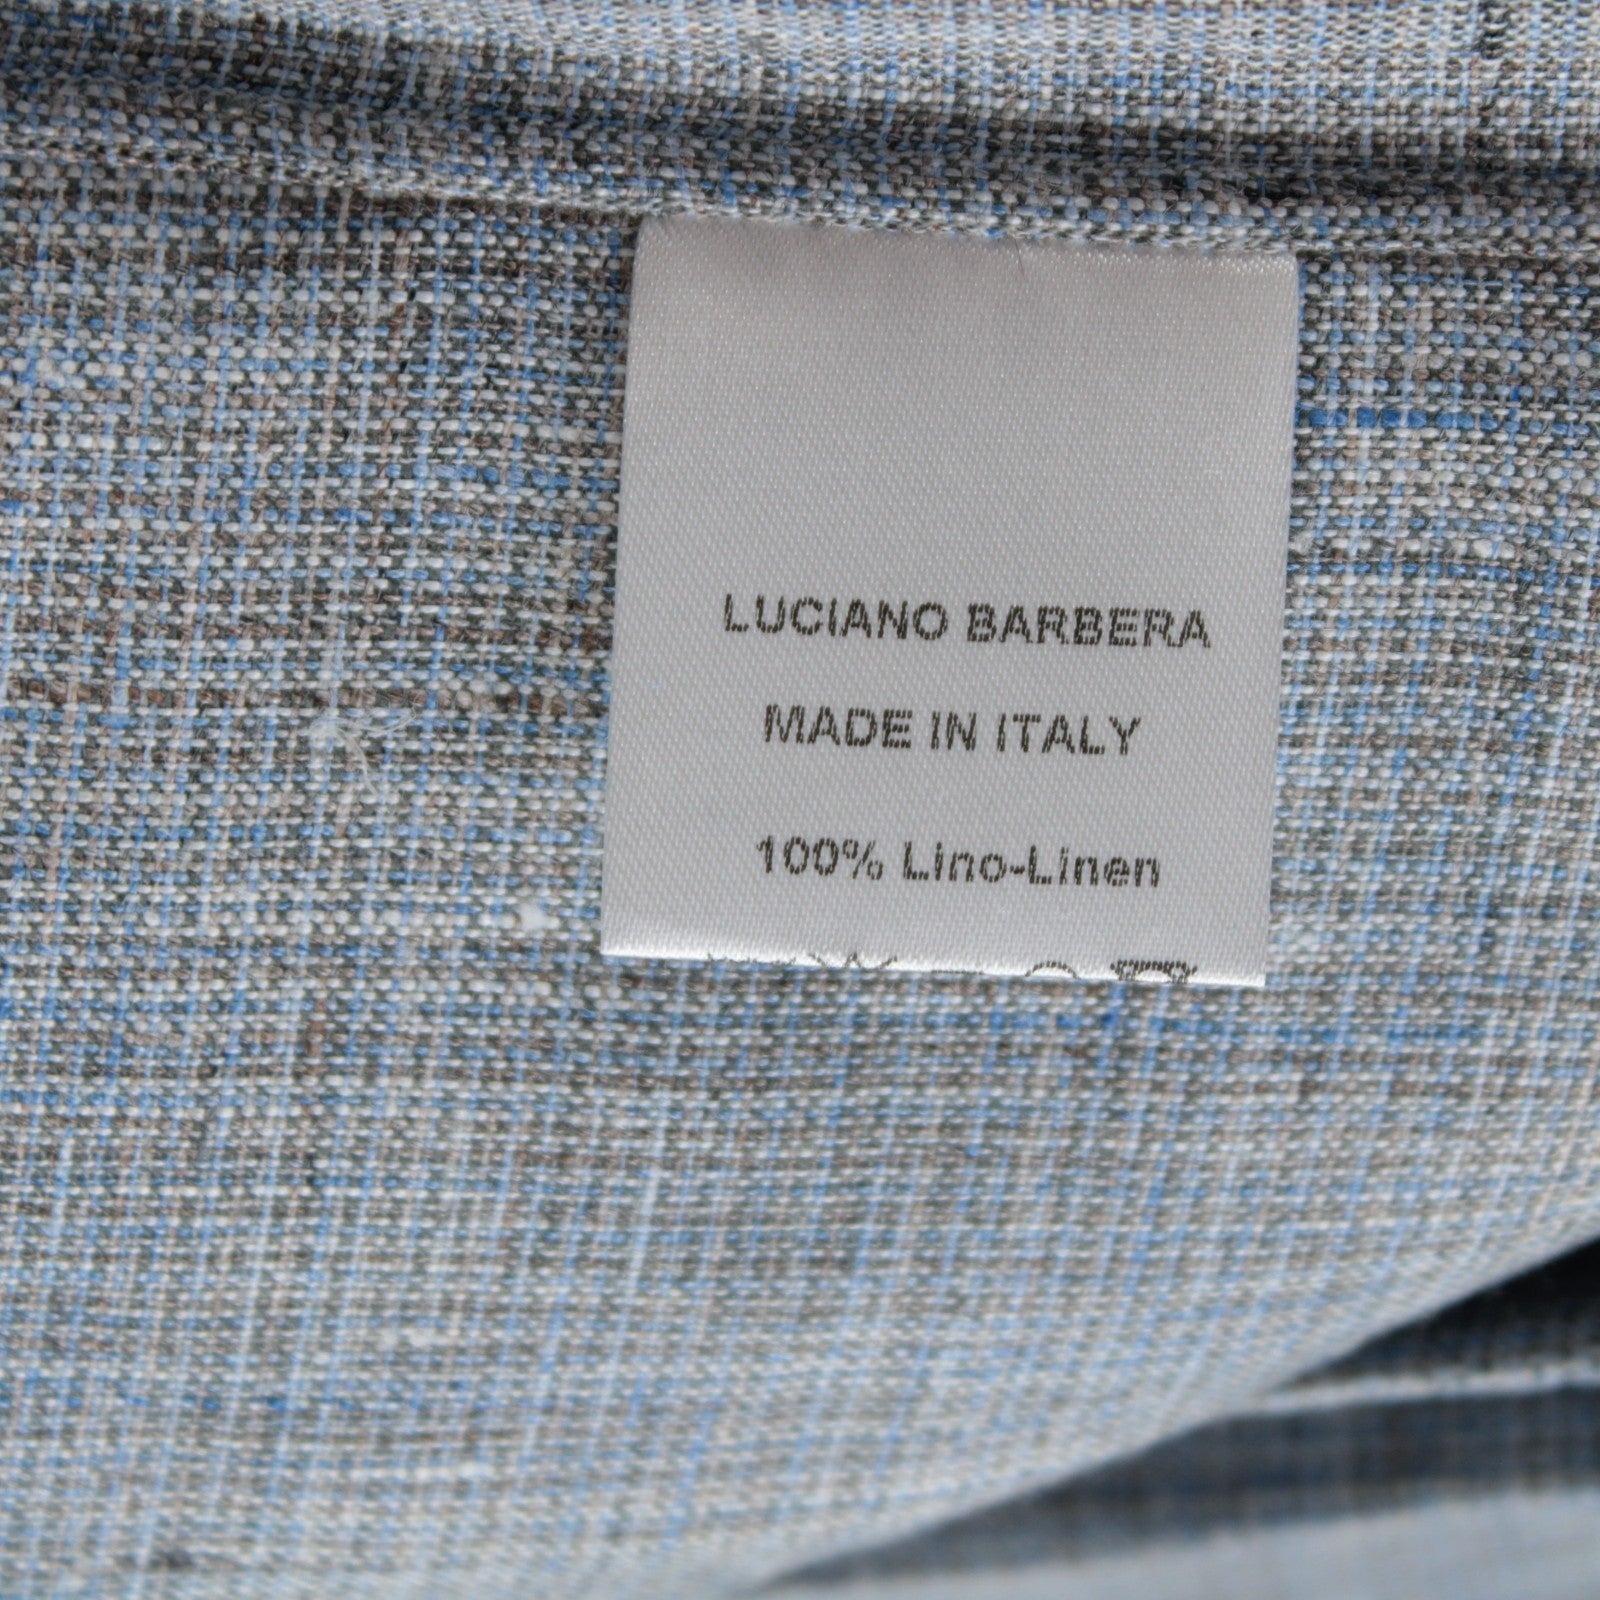 LUCIANO BARBERA
MADE IN ITALY
100% Lino-Linen